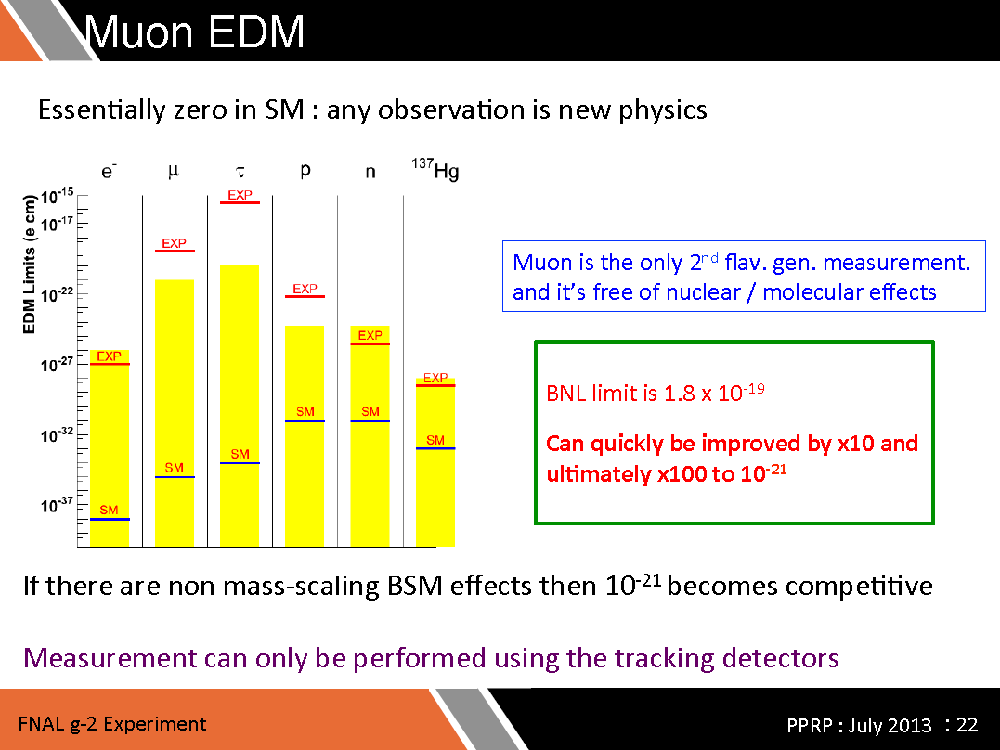 Muon EDM
Essentially zero in SM : any observation is new physics
e- μ τ p n 137Hg
EDM Limits (e cm)
10-15
10-17
10-22
10-27
10-32
10-37
EXP
EXP
EXP
EXP
EXP
EXP
SM
SM
SM
SM
SM
SM
Muon is the only 2nd flav. gen. measurement.
and it’s free of nuclear / molecular effects
BNL limit is 1.8 x 10-19
Can quickly be improved by x10 and
ultimately x100 to 10-21
If there are non mass-scaling BSM effects then 10-21 becomes competitive
Measurement can only be performed using the tracking detectors
FNAL g-2 Experiment
PPRP : July 2013 : 22